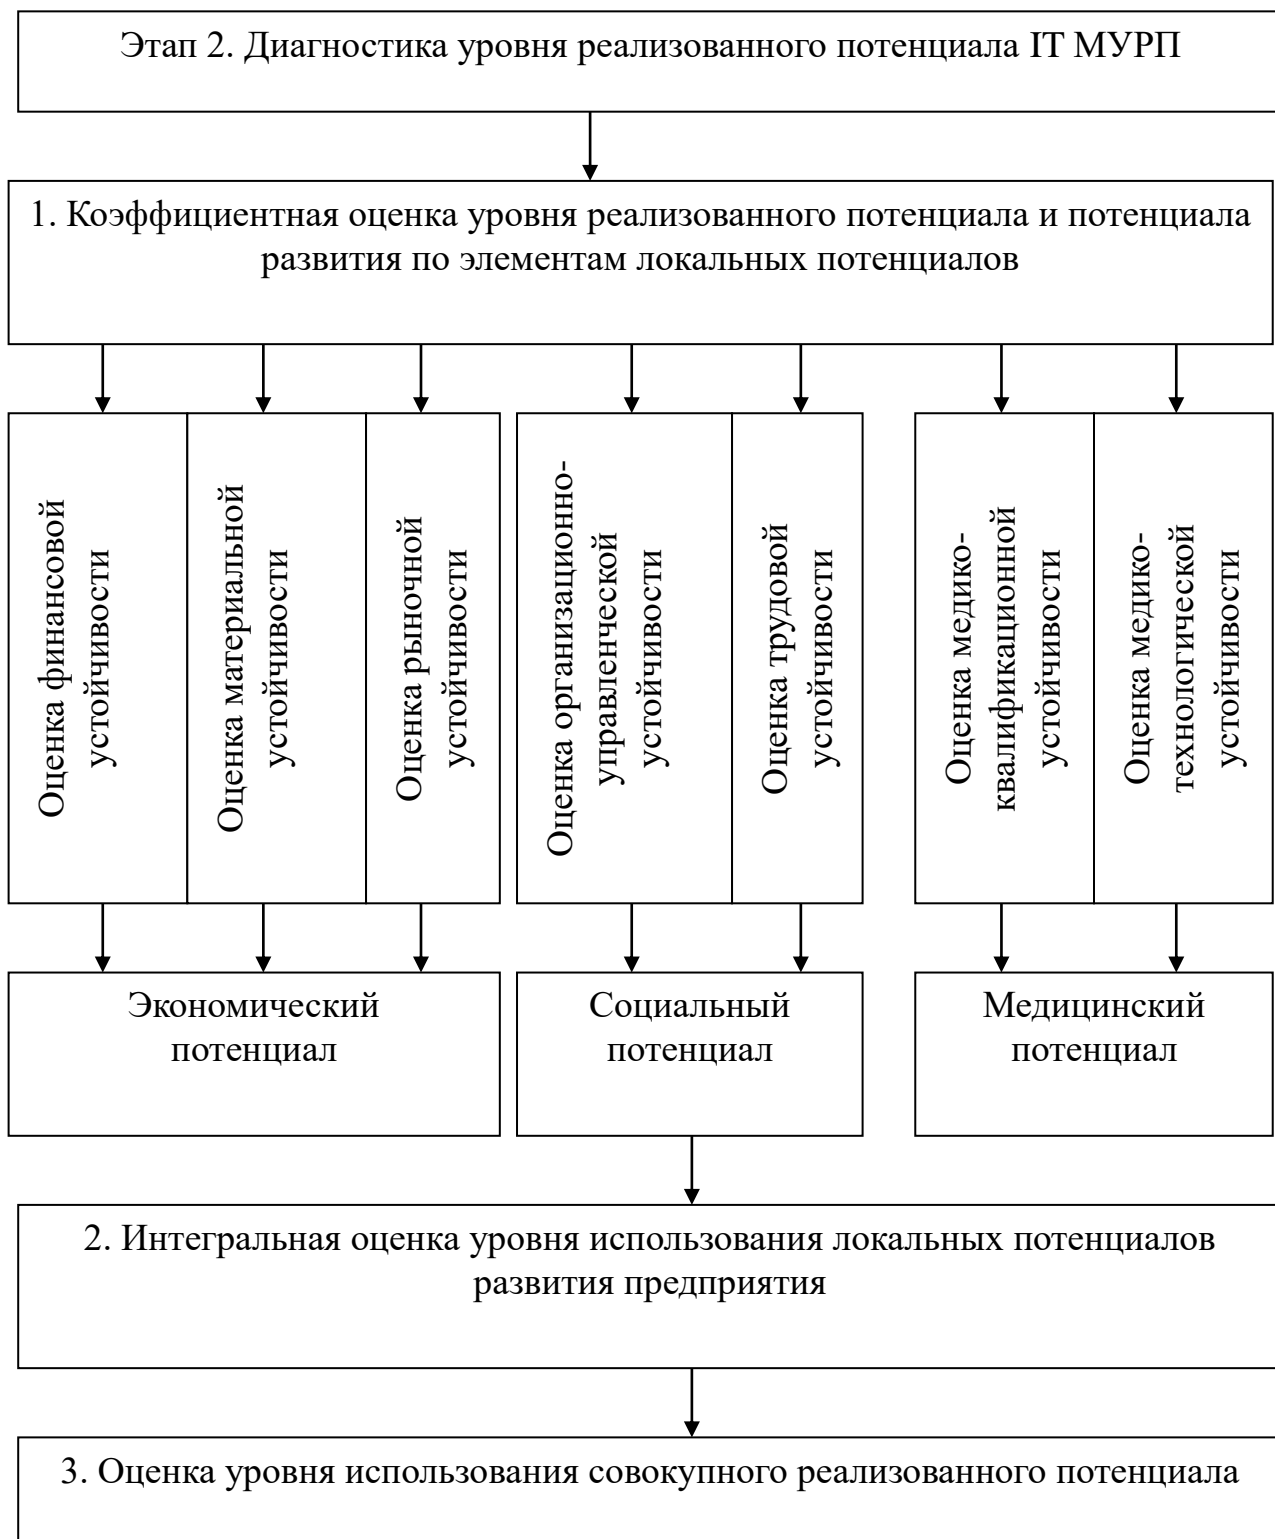 Этап 2. Диагностика уровня реализованного потенциала IT МУРП
1. Коэффициентная оценка уровня реализованного потенциала и потенциала
развития по элементам локальных потенциалов
Оценка финансовой
устойчивости
Оценка материальной
устойчивости
Оценка рыночной
устойчивости
Оценка организационно-
управленческой
устойчивости
Оценка трудовой
устойчивости
Оценка медико-
квалификационной
устойчивости
Оценка медико-
технологической
устойчивости
Экономический
потенциал
Социальный
потенциал
Медицинский
потенциал
2. Интегральная оценка уровня использования локальных потенциалов
развития предприятия
3. Оценка уровня использования совокупного реализованного потенциала